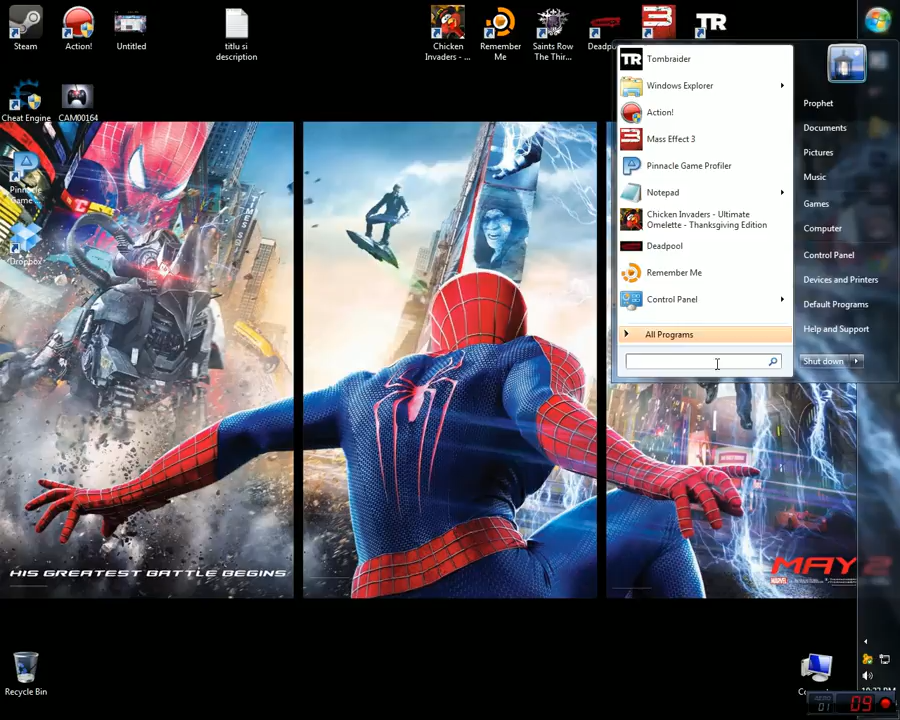 Steam
Action!
Untitled
titlu si
description
Chicken
Invaders - ...
Remember
Me
Saints Row
The Thir...
TR
Cheat Engine
CAM00164
Pinnacle
Game
Dropbox
TR
Tombraider
Windows Explorer
Action!
Mass Effect 3
Pinnacle Game Profiler
Notepad
Chicken Invaders - Ultimate
Omelette - Thanksgiving Edition
Deadpool
Remember Me
Control Panel
All Programs
Prophet
Documents
Pictures
Music
Games
Computer
Control Panel
Devices and Printers
Default Programs
Help and Support
Shut down
HIS GREATEST BATTLE BEGINS
MAY 2
MARVEL
Recycle Bin
01
09